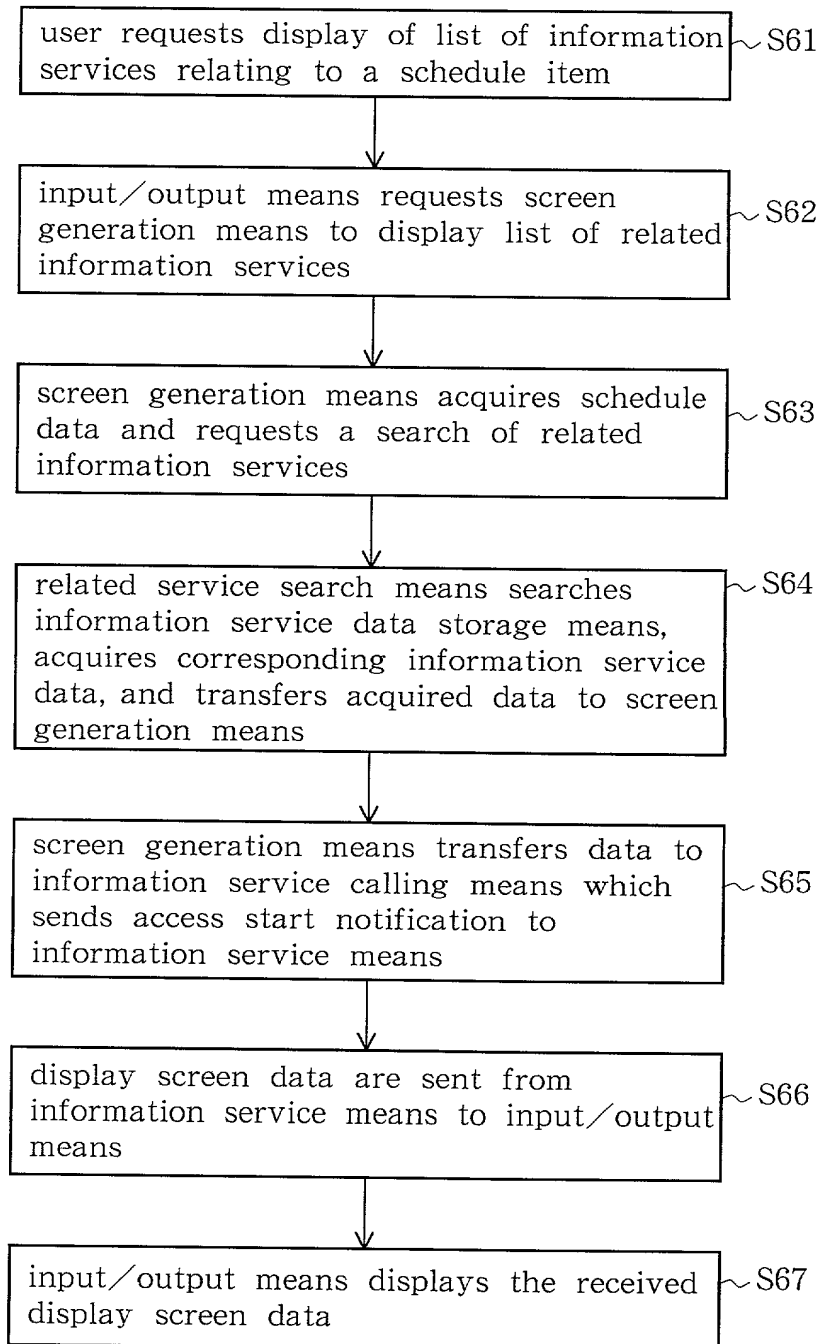 user requests display of list of information
services relating to a schedule item
S61
input/output means requests screen
generation means to display list of related
information services
S62
screen generation means acquires schedule
data and requests a search of related
information services
S63
related service search means searches
information service data storage means,
acquires corresponding information service
data, and transfers acquired data to screen
generation means
S64
screen generation means transfers data to
information service calling means which
sends access start notification to
information service means
S65
display screen data are sent from
information service means to input/output
means
S66
input/output means displays the received
display screen data
S67